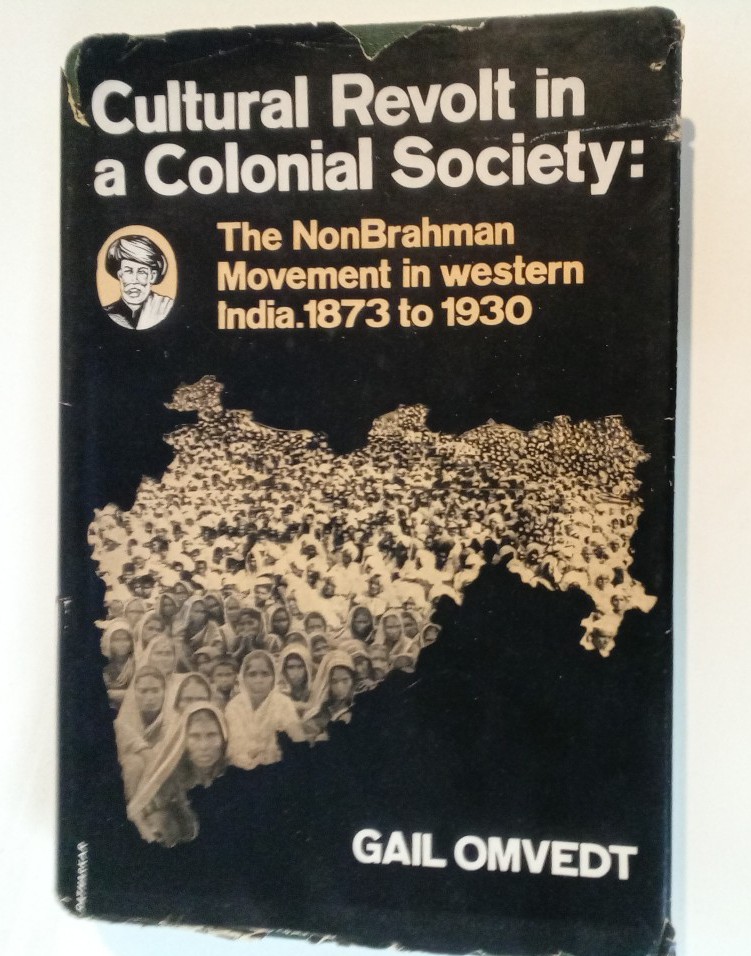 Cultural Revolt in
a Colonial Society:
The NonBrahman
Movement in western
India.1873 to 1930
GAIL OMVEDT